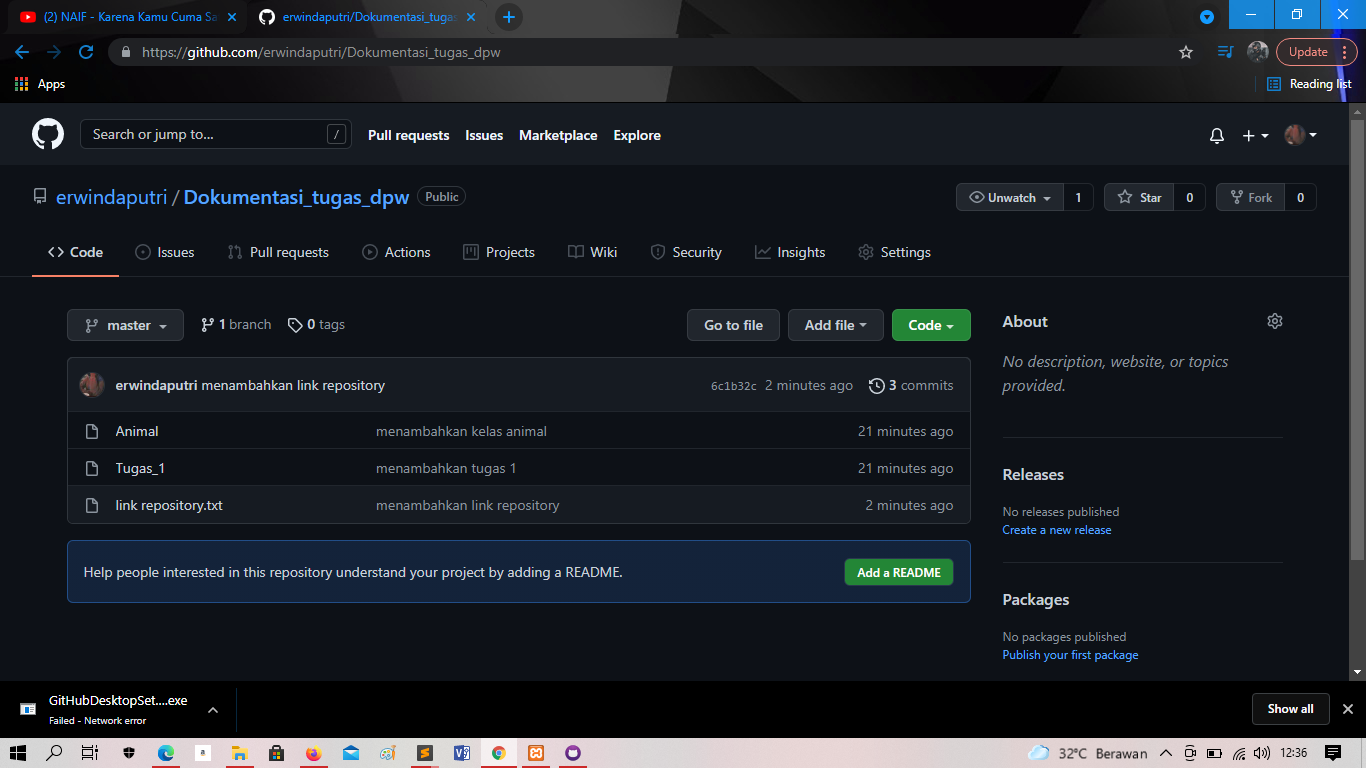 (2) NAIF - Karena Kamu Cuma Sa
erwindaputri/Dokumentasi_tugas
https://github.com/erwindaputri/Dokumentasi_tugas_dpw
Update
Apps
Reading list
Search or jump to...
/
Pull requests
Issues
Marketplace
Explore
erwindaputri / Dokumentasi_tugas_dpw
Public
Unwatch
1
Star
0
Fork
0
Code
Issues
Pull requests
Actions
Projects
Wiki
Security
Insights
Settings
master
1 branch
0 tags
Go to file
Add file
Code
erwindaputri menambahkan link repository
6c1b32c
2 minutes ago
3 commits
Animal
menambahkan kelas animal
21 minutes ago
Tugas_1
menambahkan tugas 1
21 minutes ago
link repository.txt
menambahkan link repository
2 minutes ago
Help people interested in this repository understand your project by adding a README.
Add a README
About
No description, website, or topics
provided.
Releases
No releases published
Create a new release
Packages
No packages published
Publish your first package
GitHubDesktopSet....exe
Failed - Network error
Show all
a
32°C Berawan
12:36